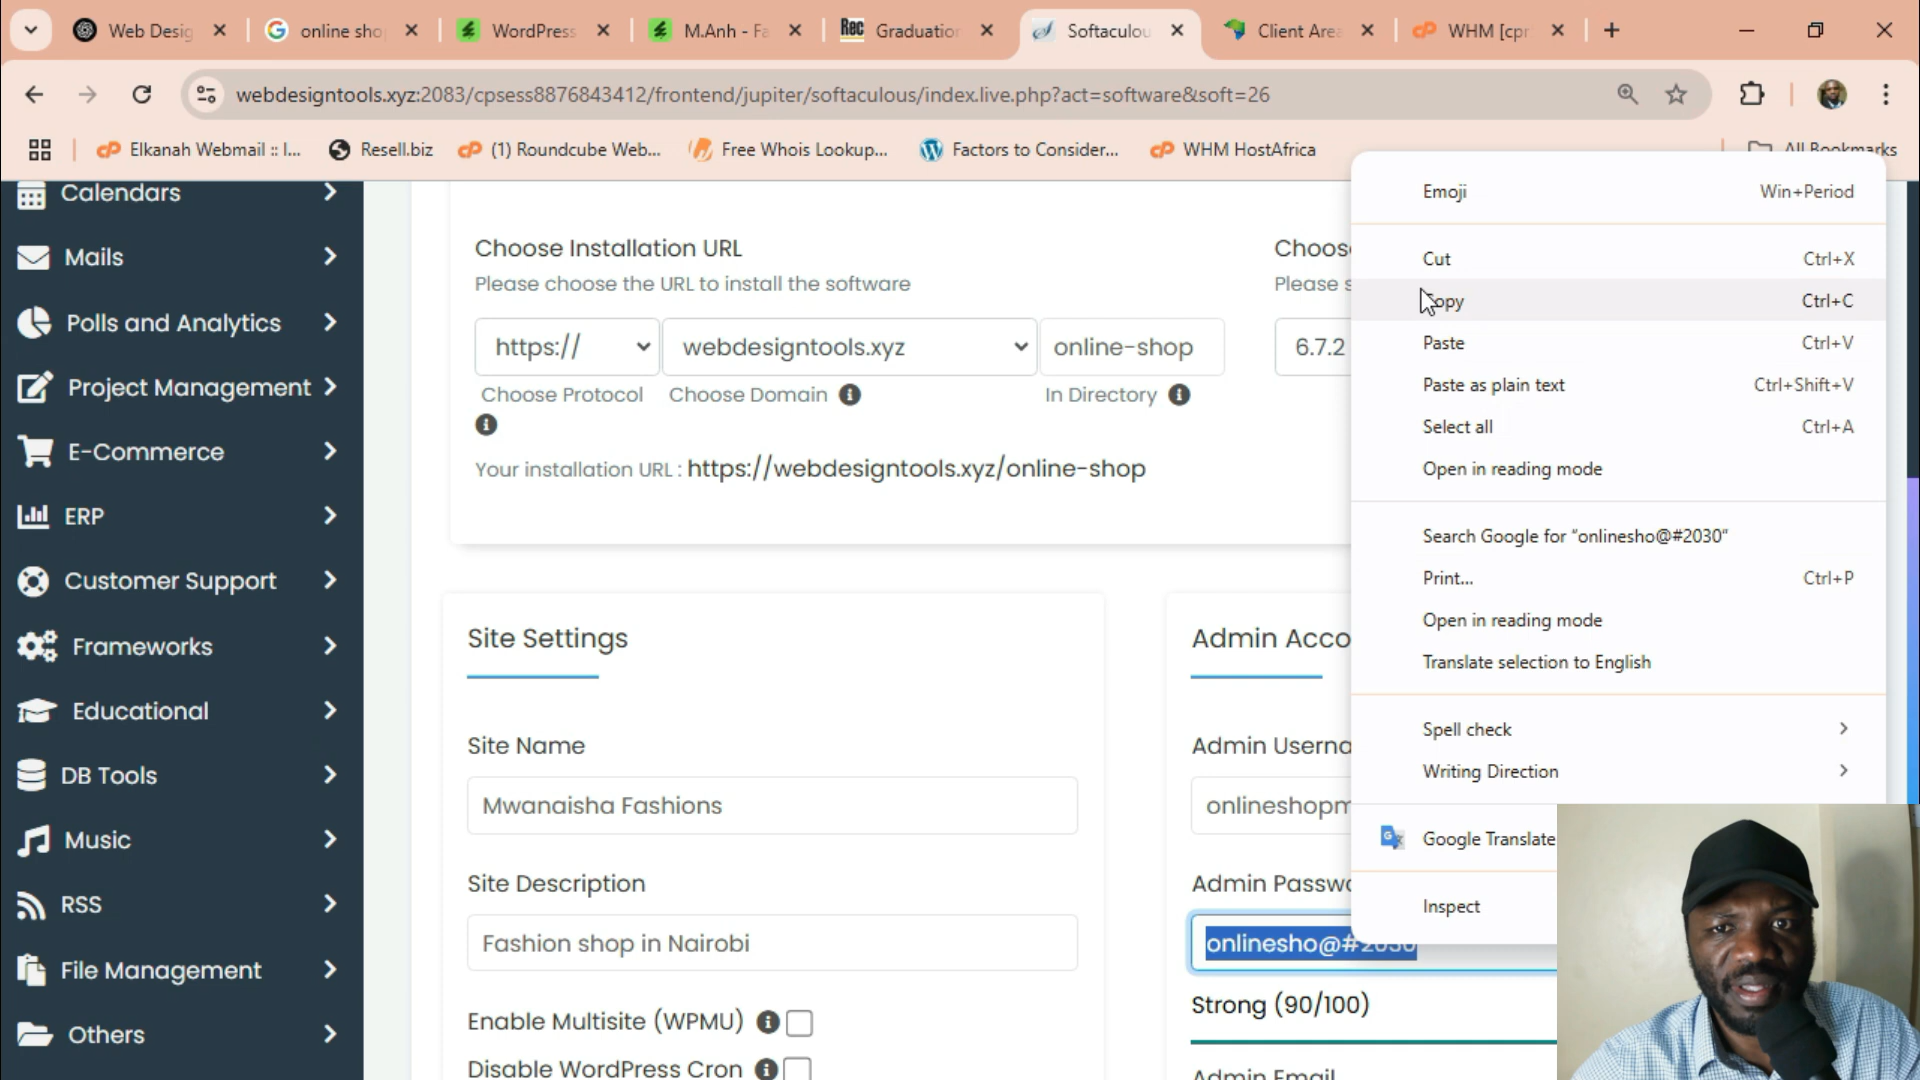 Web Desig
online sho
WordPress
M.Anh - Fa
Rec Graduation
Softaculou
Client Area
WHM [cpr
webdesigntools.xyz:2083/cpsess8876843412/frontend/jupiter/softaculous/index.live.php?act=software&soft=26
Elkanah Webmail :: I...
Resell.biz
(1) Roundcube Web...
Free Whois Lookup...
Factors to Consider...
WHM HostAfrica
All Bookmarks
Calendars
Mails
Polls and Analytics
Project Management
E-Commerce
ERP
Customer Support
Frameworks
Educational
DB Tools
Music
RSS
File Management
Others
Choose Installation URL
Please choose the URL to install the software
https://
webdesigntools.xyz
online-shop
Choose Protocol
Choose Domain
In Directory
Your installation URL : https://webdesigntools.xyz/online-shop
Choos
Please s
6.7.2
Site Settings
Site Name
Mwanaisha Fashions
Site Description
Fashion shop in Nairobi
Enable Multisite (WPMU)
Disable WordPress Cron
Admin Acco
Admin Userna
onlineshopm
Admin Passwo
onlinesho@#2030
Strong (90/100)
Admin Email
Emoji Win+Period
Cut Ctrl+X
Copy Ctrl+C
Paste Ctrl+V
Paste as plain text Ctrl+Shift+V
Select all Ctrl+A
Open in reading mode
Search Google for “onlinesho@#2030”
Print... Ctrl+P
Open in reading mode
Translate selection to English
Spell check
Writing Direction
Google Translate
Inspect